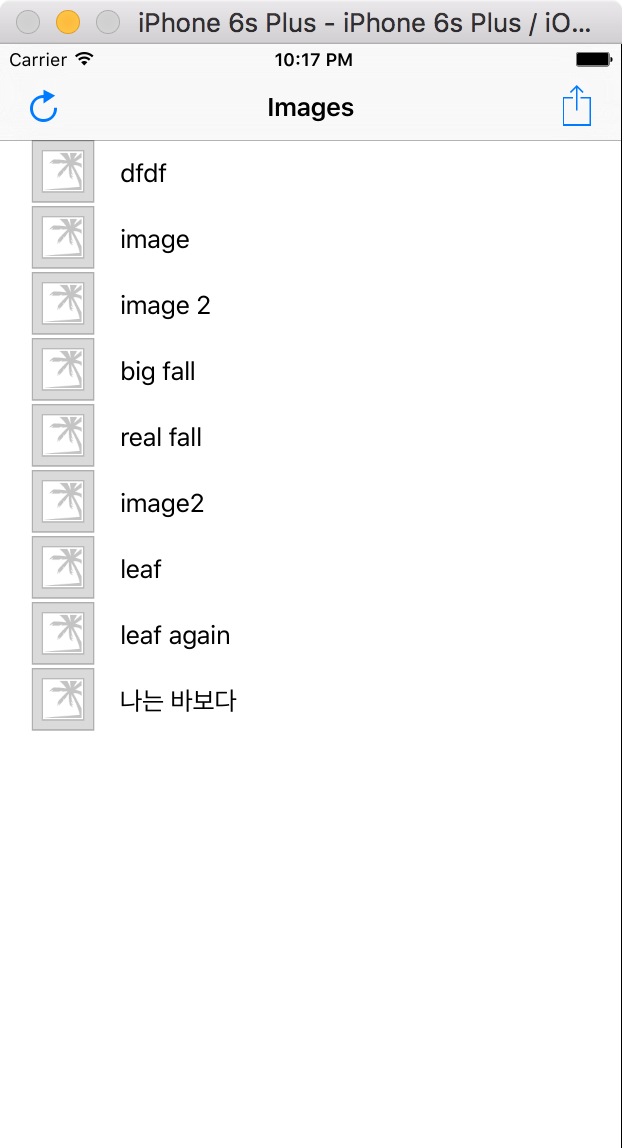 iPhone 6s Plus - iPhone 6s Plus / iO...
Carrier 10:17 PM
Images
dfdf
image
image 2
big fall
real fall
image2
leaf
leaf again
나는 바보다